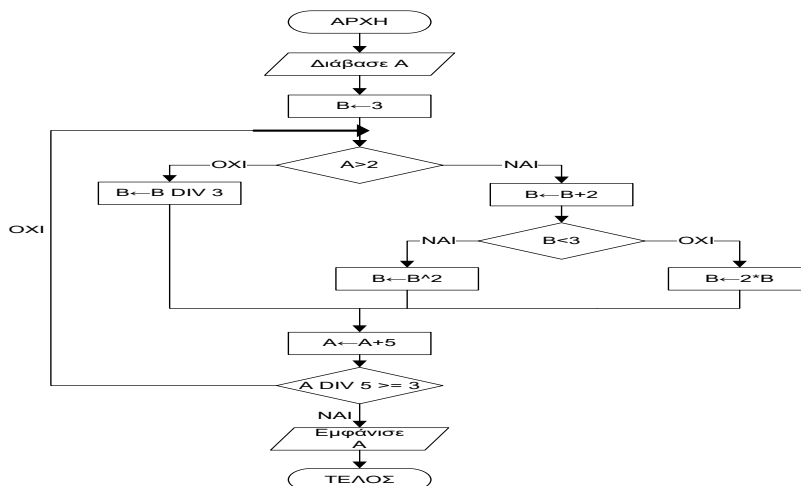 ΑΡΧΗ
Διάβασε Α
Β←3
Α>2
ΟΧΙ
ΝΑΙ
Β←Β DIV 3
Β←Β+2
ΟΧΙ
Β<3
ΝΑΙ
ΟΧΙ
Β←Β^2
Β←2*Β
Α←Α+5
Α DIV 5 >= 3
ΝΑΙ
Εμφάνισε
Α
ΤΕΛΟΣ